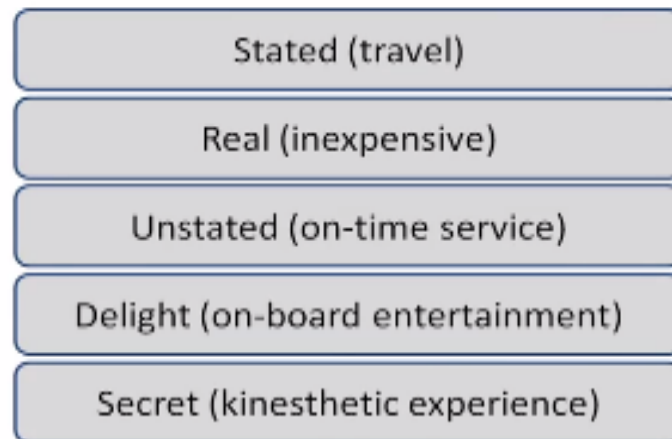 Stated (travel)
Real (inexpensive)
Unstated (on-time service)
Delight (on-board entertainment)
Secret (kinesthetic experience)